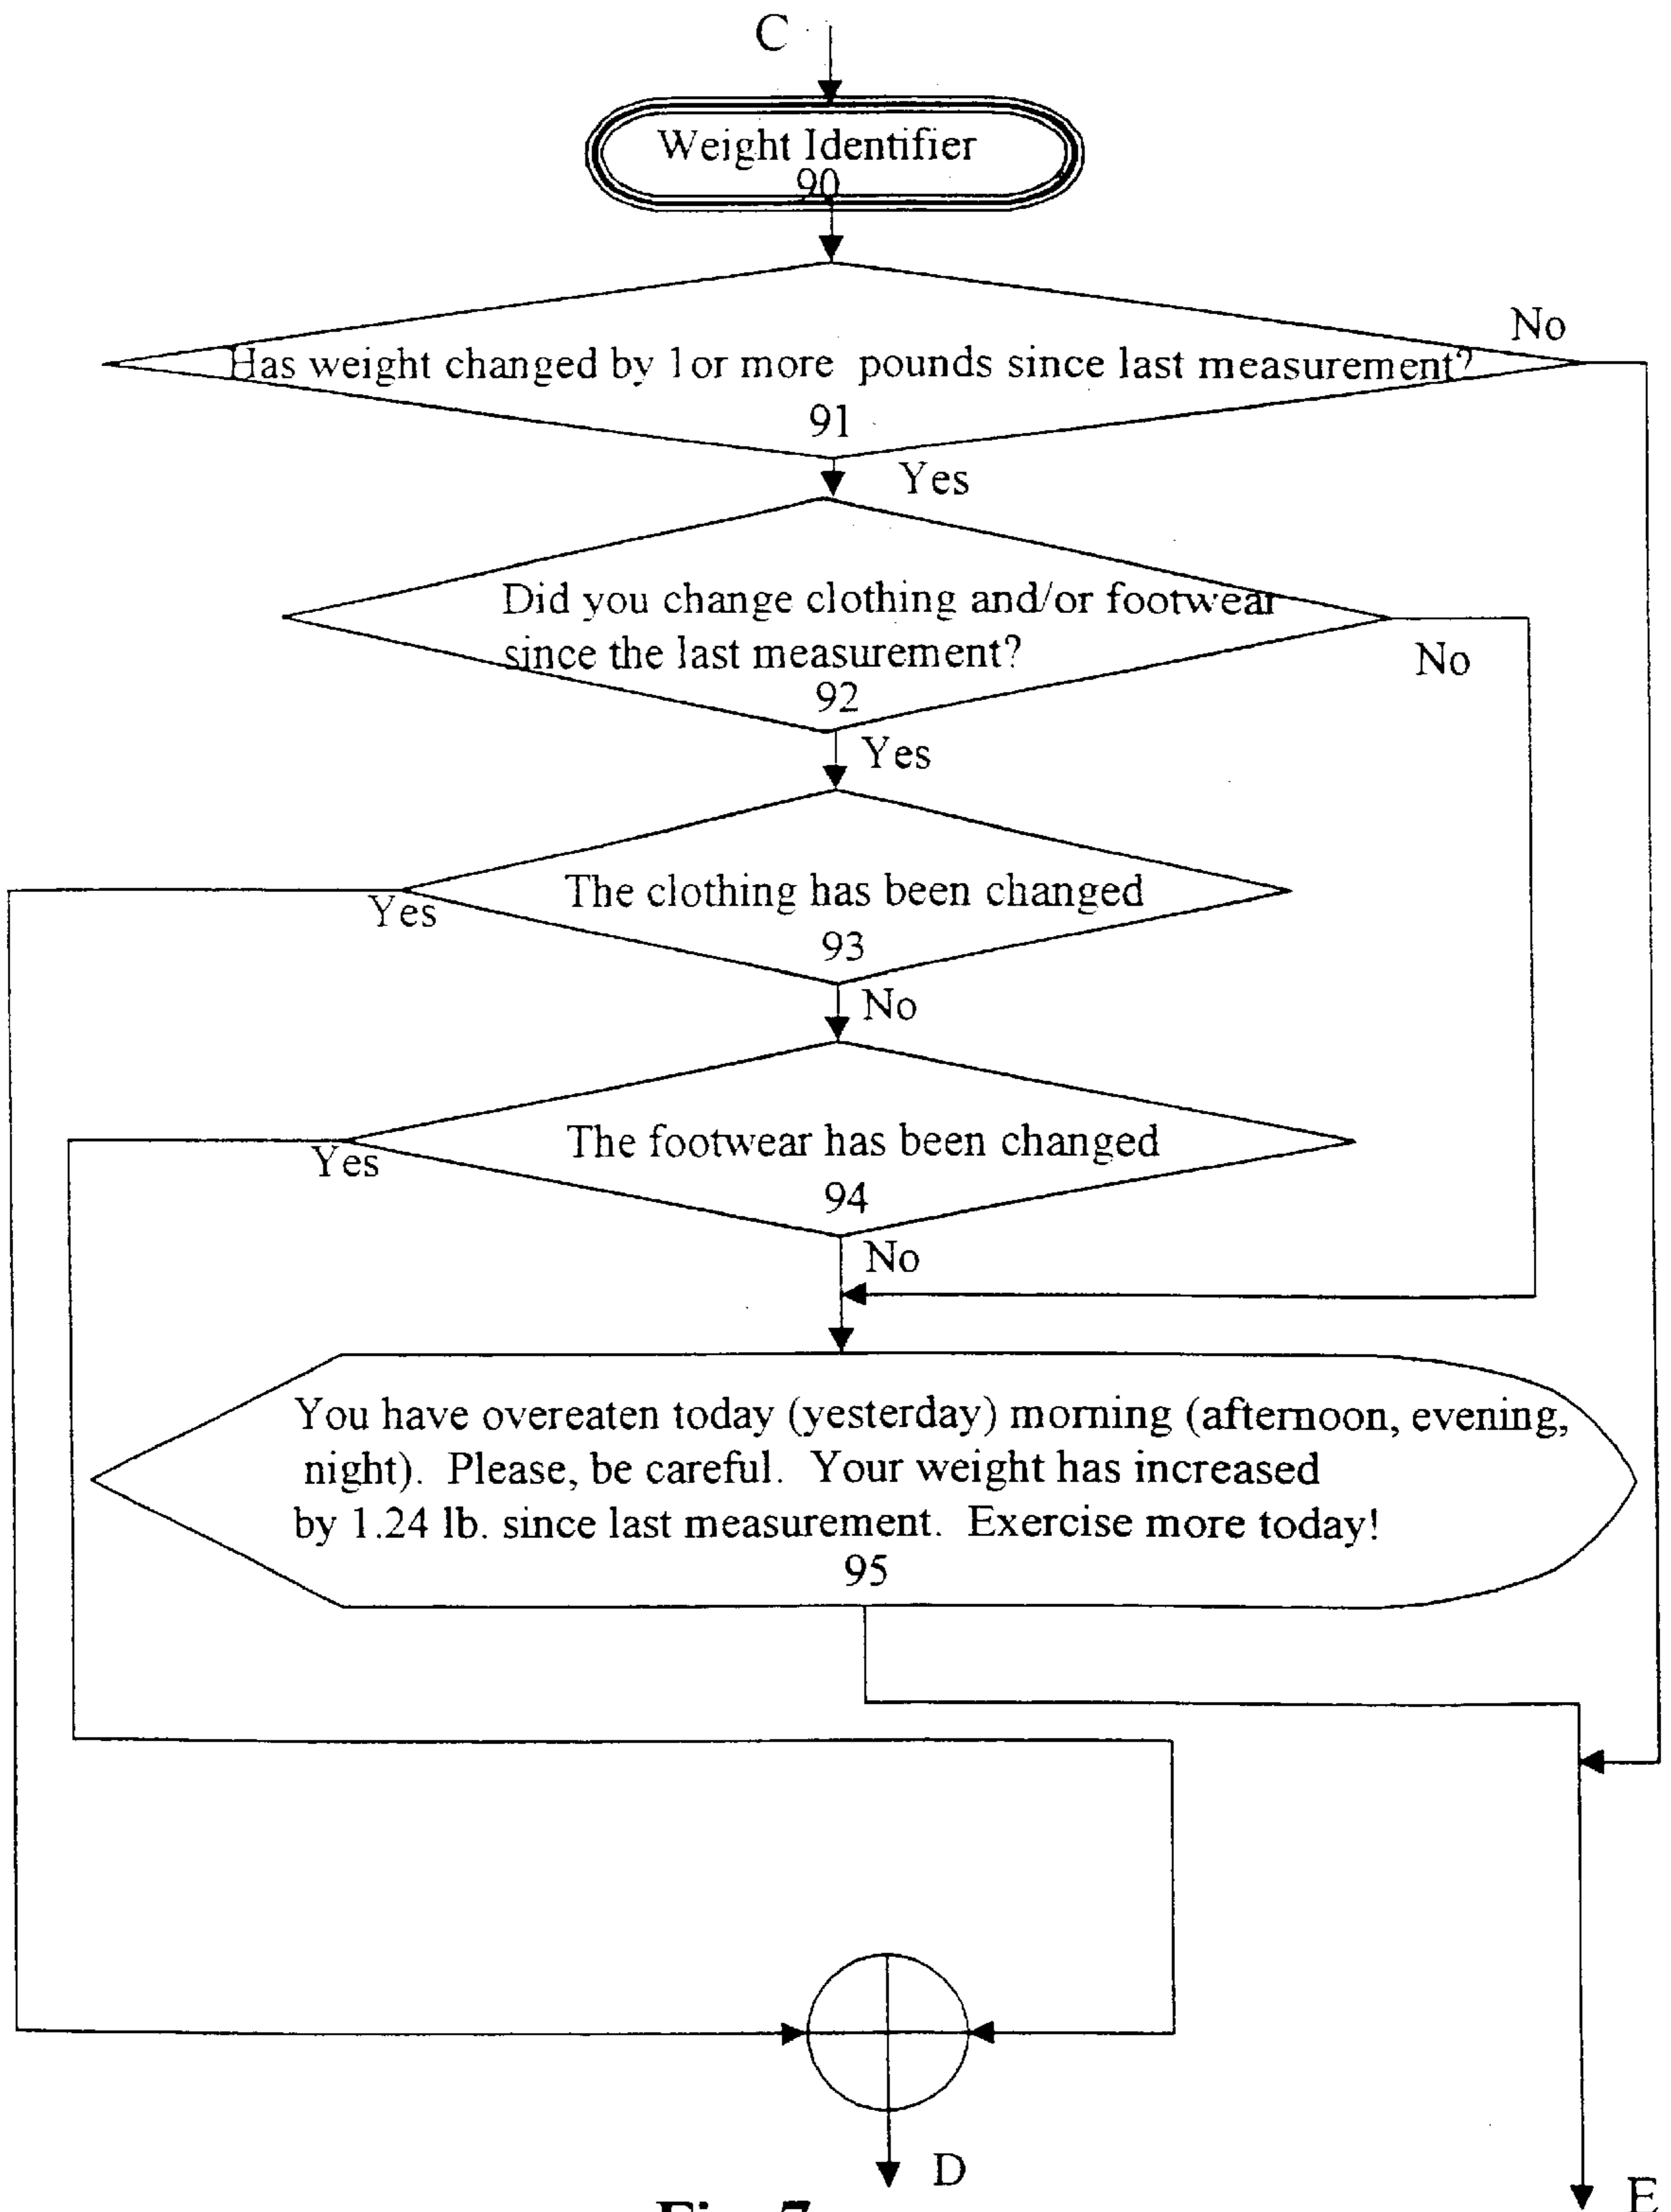 C
Weight Identifier
90
Has weight changed by 1or more pounds since last measurement?
91
No
Yes
Did you change clothing and/or footwear
since the last measurement?
92
No
Yes
The clothing has been changed
93
Yes
No
The footwear has been changed
94
Yes
No
You have overeaten today (yesterday) morning (afternoon, evening,
night). Please, be careful. Your weight has increased
by 1.24 lb. since last measurement. Exercise more today!
95
D
E